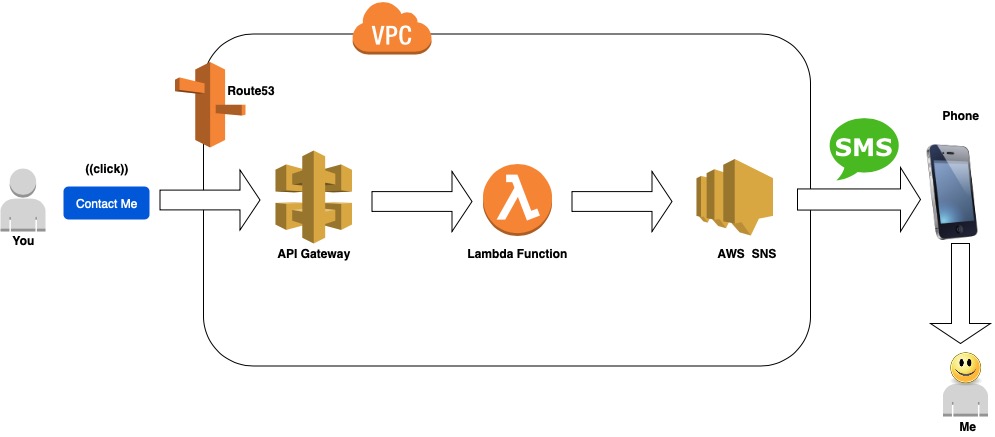 VPC
Route53
Phone
SMS
((click))
Contact Me
You
API Gateway
Lambda Function
AWS SNS
Me